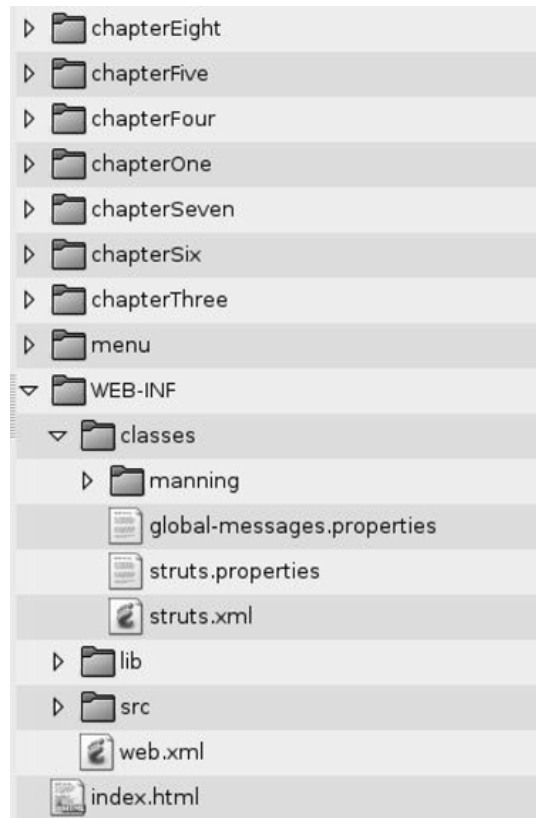 chapterEight
chapterFive
chapterFour
chapterOne
chapterSeven
chapterSix
chapterThree
menu
WEB-INF
classes
manning
global-messages.properties
struts.properties
struts.xml
lib
src
web.xml
index.html